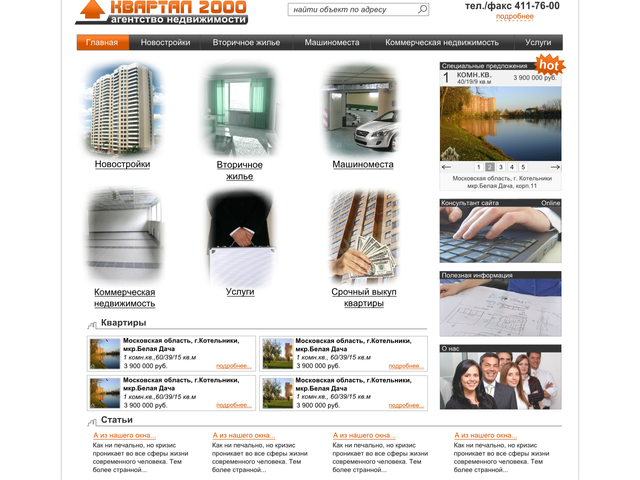 КВАРТАЛ 2000
агентство недвижимости
найти объект по адресу
тел./факс 411-76-00
подробнее...
Главная
Новостройки
Вторичное жилье
Машиноместа
Коммерческая недвижимость
Услуги
Новостройки
Вторичное
жилье
Машиноместа
Коммерческая
недвижимость
Услуги
Срочный выкуп
квартиры
Специальные предложения
hot
1 комн.кв.
40/19/9 кв.м
3 900 000 руб.
1 2 3 4 5
Московская область, г. Котельники
мкр.Белая Дача, корп.11
Консультант сайта Online
Полезная информация
О нас
Квартиры
Московская область, г.Котельники,
мкр.Белая Дача
1 комн.кв.,60/39/15 кв.м
3 900 000 руб. подробнее...
Московская область, г.Котельники,
мкр.Белая Дача
1 комн.кв., 60/39/15 кв.м
3 900 000 руб. подробнее...
Московская область, г.Котельники,
мкр.Белая Дача
1 комн.кв.,60/39/15 кв.м
3 900 000 руб. подробнее...
Московская область, г.Котельники,
мкр.Белая Дача
1 комн.кв., 60/39/15 кв.м
3 900 000 руб. подробнее...
Статьи
А из нашего окна...
Как ни печально, но кризис
проникает во все сферы жизни
современного человека. Тем
более странной...
А из нашего окна...
Как ни печально, но кризис
проникает во все сферы жизни
современного человека. Тем
более странной...
А из нашего окна...
Как ни печально, но кризис
проникает во все сферы жизни
современного человека. Тем
более странной...
А из нашего окна...
Как ни печально, но кризис
проникает во все сферы жизни
современного человека. Тем
более странной...